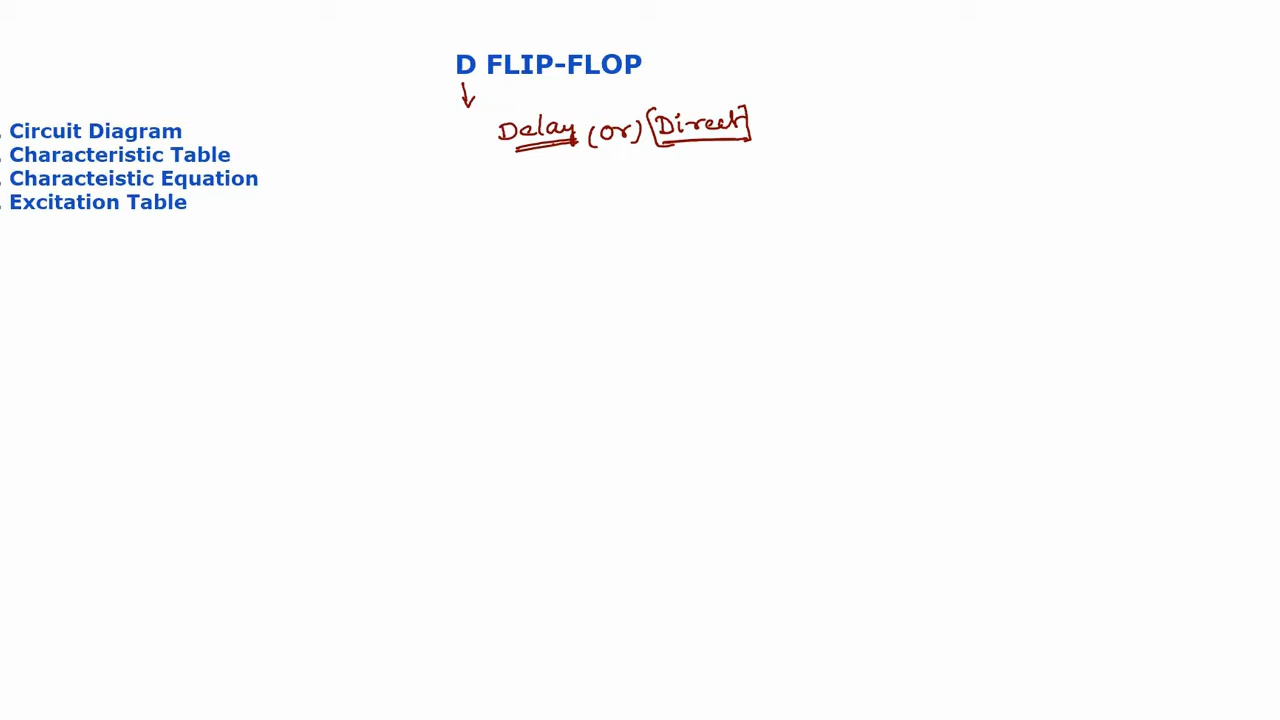 D FLIP-FLOP
Delay (or) [Direct]
. Circuit Diagram
. Characteristic Table
. Characteistic Equation
. Excitation Table